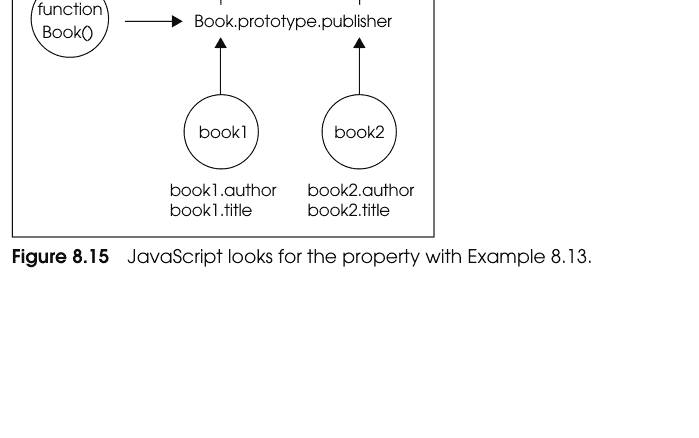 function
Book()
Book.prototype.publisher
book1
book2
book1.author
book1.title
book2.author
book2.title
Figure 8.15 JavaScript looks for the property with Example 8.13.